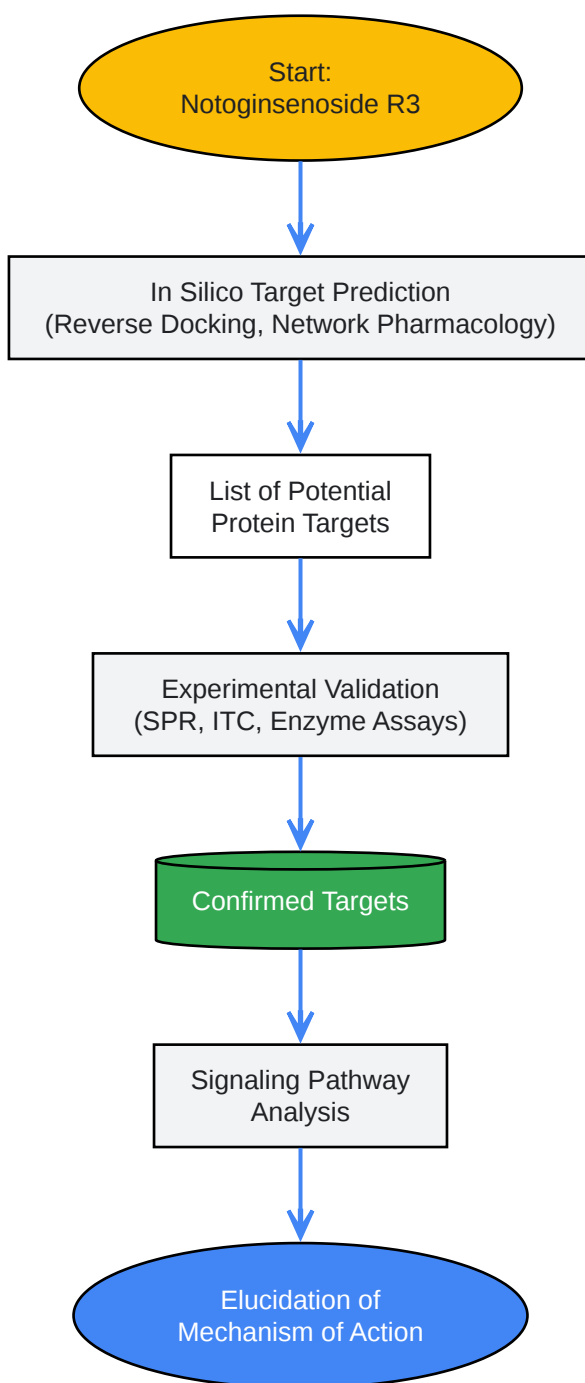 Start:
Notoginsenoside R3
In Silico Target Prediction
(Reverse Docking, Network Pharmacology)
List of Potential
Protein Targets
Experimental Validation
(SPR, ITC, Enzyme Assays)
Confirmed Targets
Signaling Pathway
Analysis
Elucidation of
Mechanism of Action